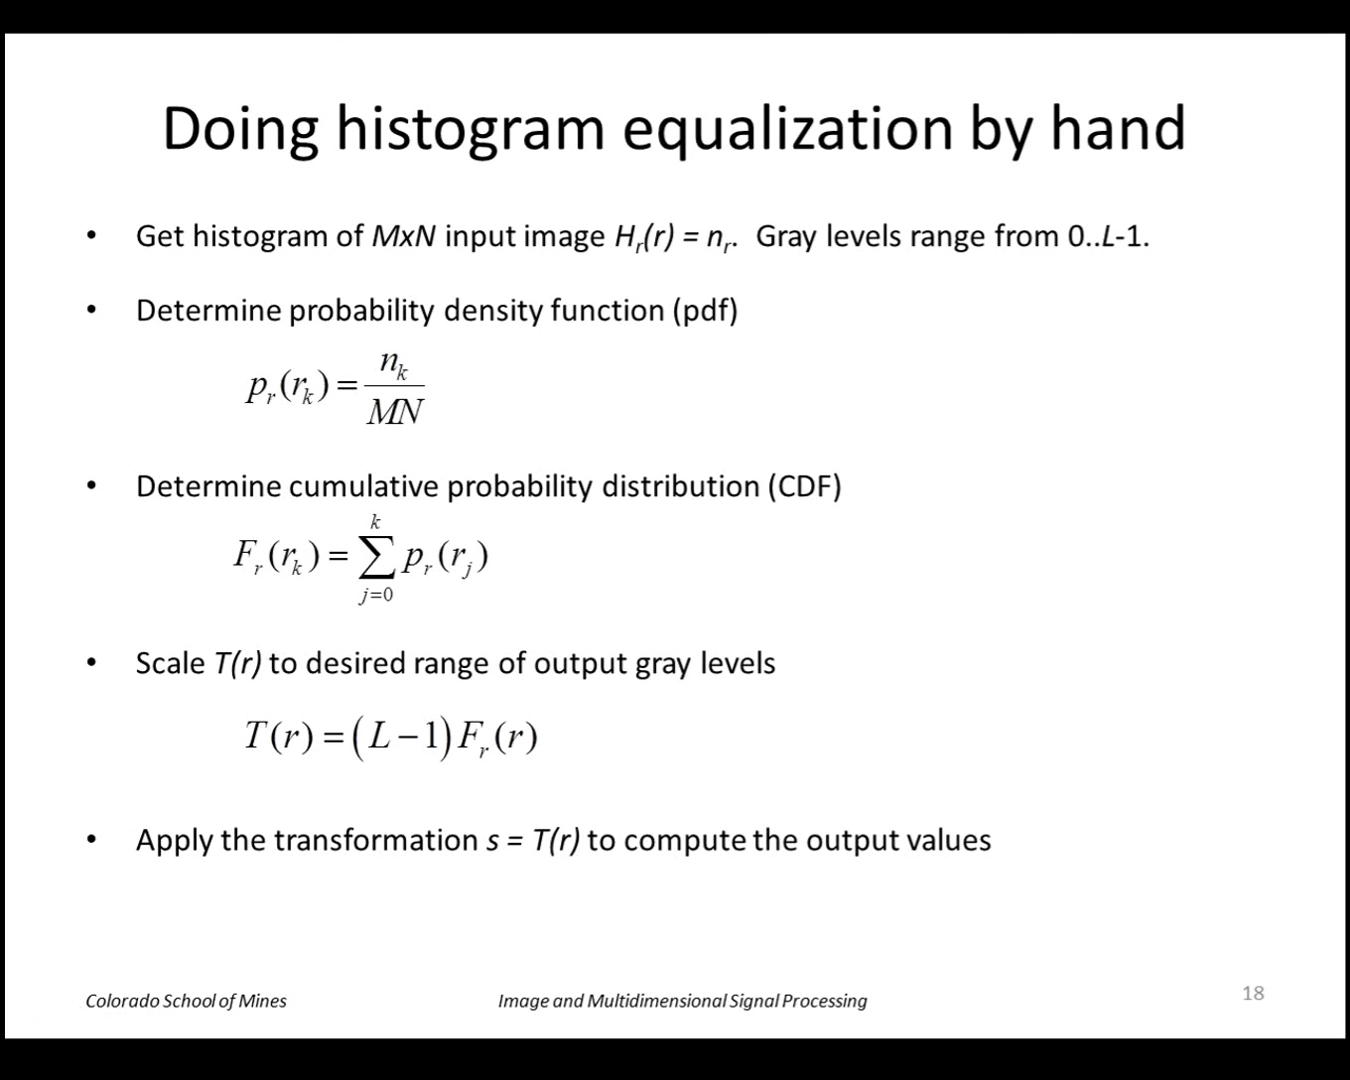 Doing histogram equalization by hand
• Get histogram of MxN input image Hr(r) = nr. Gray levels range from 0..L-1.
• Determine probability density function (pdf)
p_r(r_k) = n_k / MN
• Determine cumulative probability distribution (CDF)
F_r(r_k) = ∑_{j=0}^{k} p_r(r_j)
• Scale T(r) to desired range of output gray levels
T(r) = (L−1) F_r(r)
• Apply the transformation s = T(r) to compute the output values
Colorado School of Mines
Image and Multidimensional Signal Processing
18